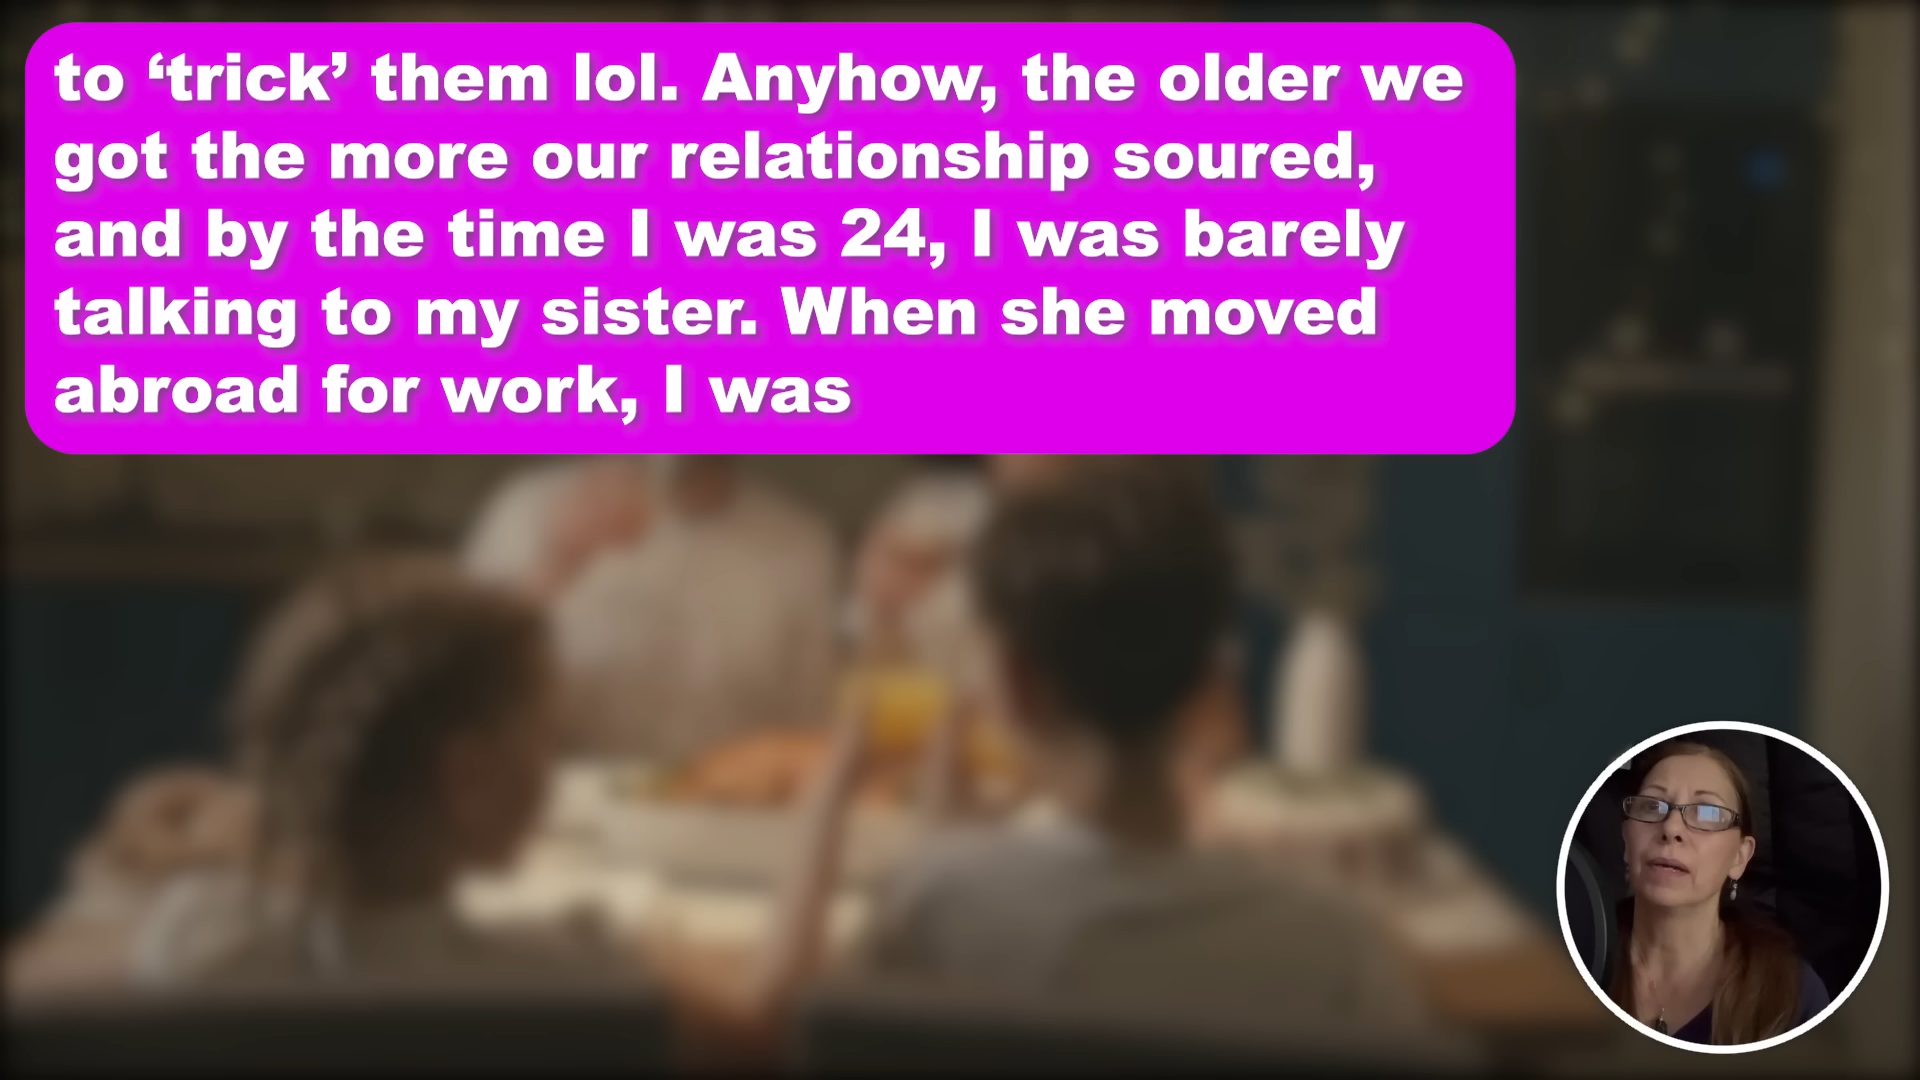 to ‘trick’ them lol. Anyhow, the older we
got the more our relationship soured,
and by the time I was 24, I was barely
talking to my sister. When she moved
abroad for work, I was